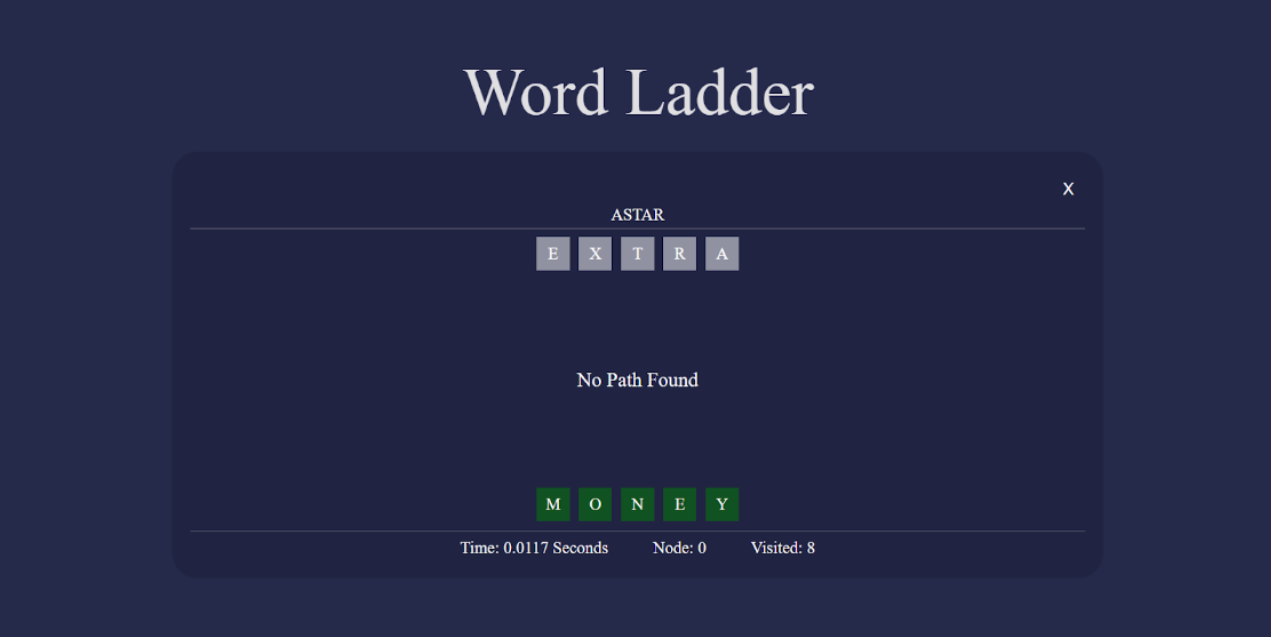 Word Ladder
X
ASTAR
E X T R A
No Path Found
M O N E Y
Time: 0.0117 Seconds Node: 0 Visited: 8